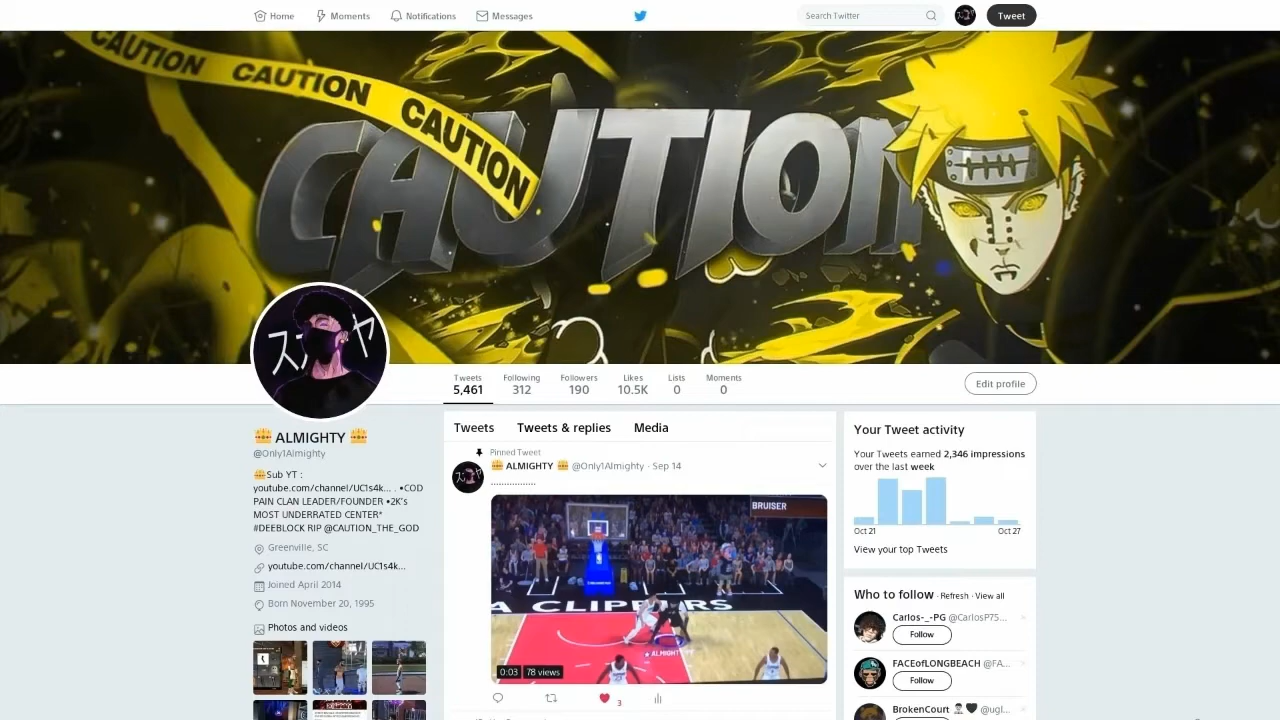 Home
Moments
Notifications
Messages
Search Twitter
Tweet
CAUTION CAUTION CAUTION
CAUTION
Tweets
5,461
Following
312
Followers
190
Likes
10.5K
Lists
0
Moments
0
Edit profile
ALMIGHTY
@Only1Almighty
Sub YT :
youtube.com/channel/UC1s4k... . •COD
PAIN CLAN LEADER/FOUNDER •2K's
MOST UNDERRATED CENTER*
#DEEBLOCK RIP @CAUTION_THE_GOD
Greenville, SC
youtube.com/channel/UC1s4k...
Joined April 2014
Born November 20, 1995
Photos and videos
Tweets
Tweets & replies
Media
Pinned Tweet
ALMIGHTY @Only1Almighty · Sep 14
.................
BRUISER
A CLIPPERS
ALMIGHTY
0:03 78 views
3
Your Tweet activity
Your Tweets earned 2,346 impressions
over the last week
Oct 21
Oct 27
View your top Tweets
Who to follow · Refresh · View all
Carlos-_-PG @CarlosP75...
Follow
FACEofLONGBEACH @FA...
Follow
BrokenCourt @ugl...